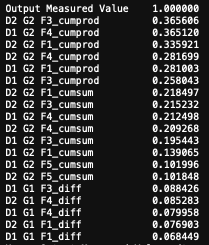 Output Measured Value 1.000000
D2 G2 F3_cumprod 0.365606
D2 G2 F4_cumprod 0.365120
D2 G2 F1_cumprod 0.335921
D1 G2 F4_cumprod 0.281699
D1 G2 F1_cumprod 0.281003
D1 G2 F3_cumprod 0.258043
D2 G2 F1_cumsum 0.218497
D2 G2 F3_cumsum 0.215232
D2 G2 F4_cumsum 0.212498
D1 G2 F4_cumsum 0.209268
D1 G2 F3_cumsum 0.195443
D1 G2 F1_cumsum 0.139065
D2 G2 F5_cumsum 0.101996
D1 G2 F5_cumsum 0.101848
D1 G1 F3_diff 0.088426
D2 G1 F4_diff 0.085283
D1 G1 F4_diff 0.079958
D2 G1 F1_diff 0.076903
D1 G1 F1_diff 0.068449